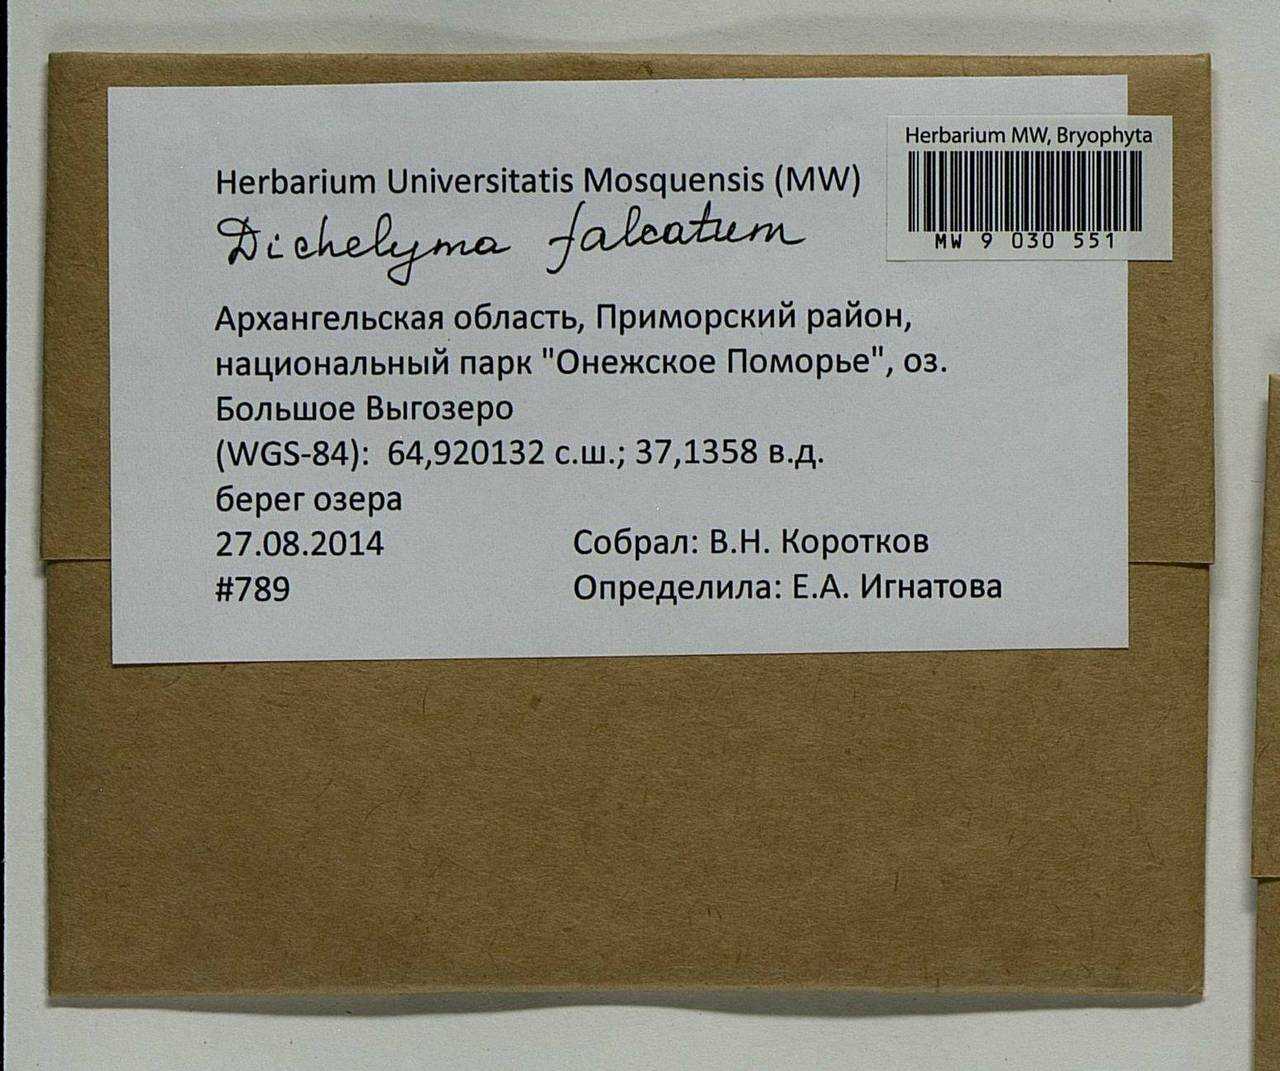 Herbarium MW, Bryophyta
MW 9 030 551
Herbarium Universitatis Mosquensis (MW)
Dichelyma falcatum
Архангельская область, Приморский район,
национальный парк "Онежское Поморье", оз.
Большое Выгозеро
(WGS-84): 64,920132 с.ш.; 37,1358 в.д.
берег озера
27.08.2014 Собрал: В.Н. Коротков
#789 Определила: Е.А. Игнатова